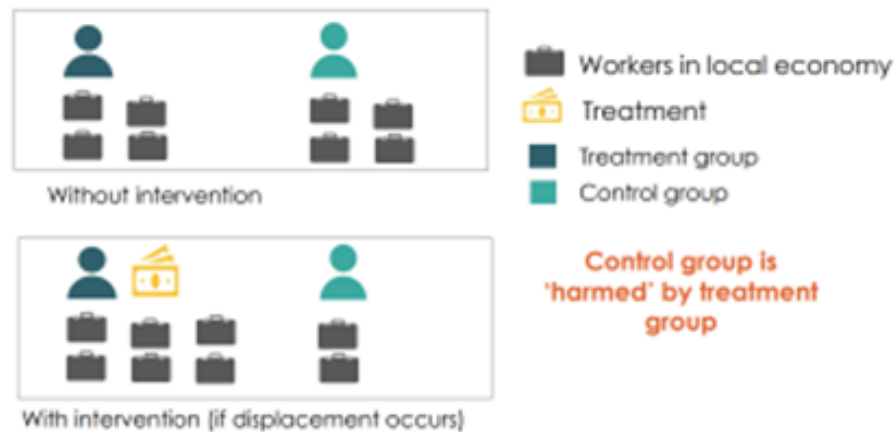 Workers in local economy
Treatment
Treatment group
Control group
Without intervention
Control group is
'harmed' by treatment
group
With intervention (if displacement occurs)